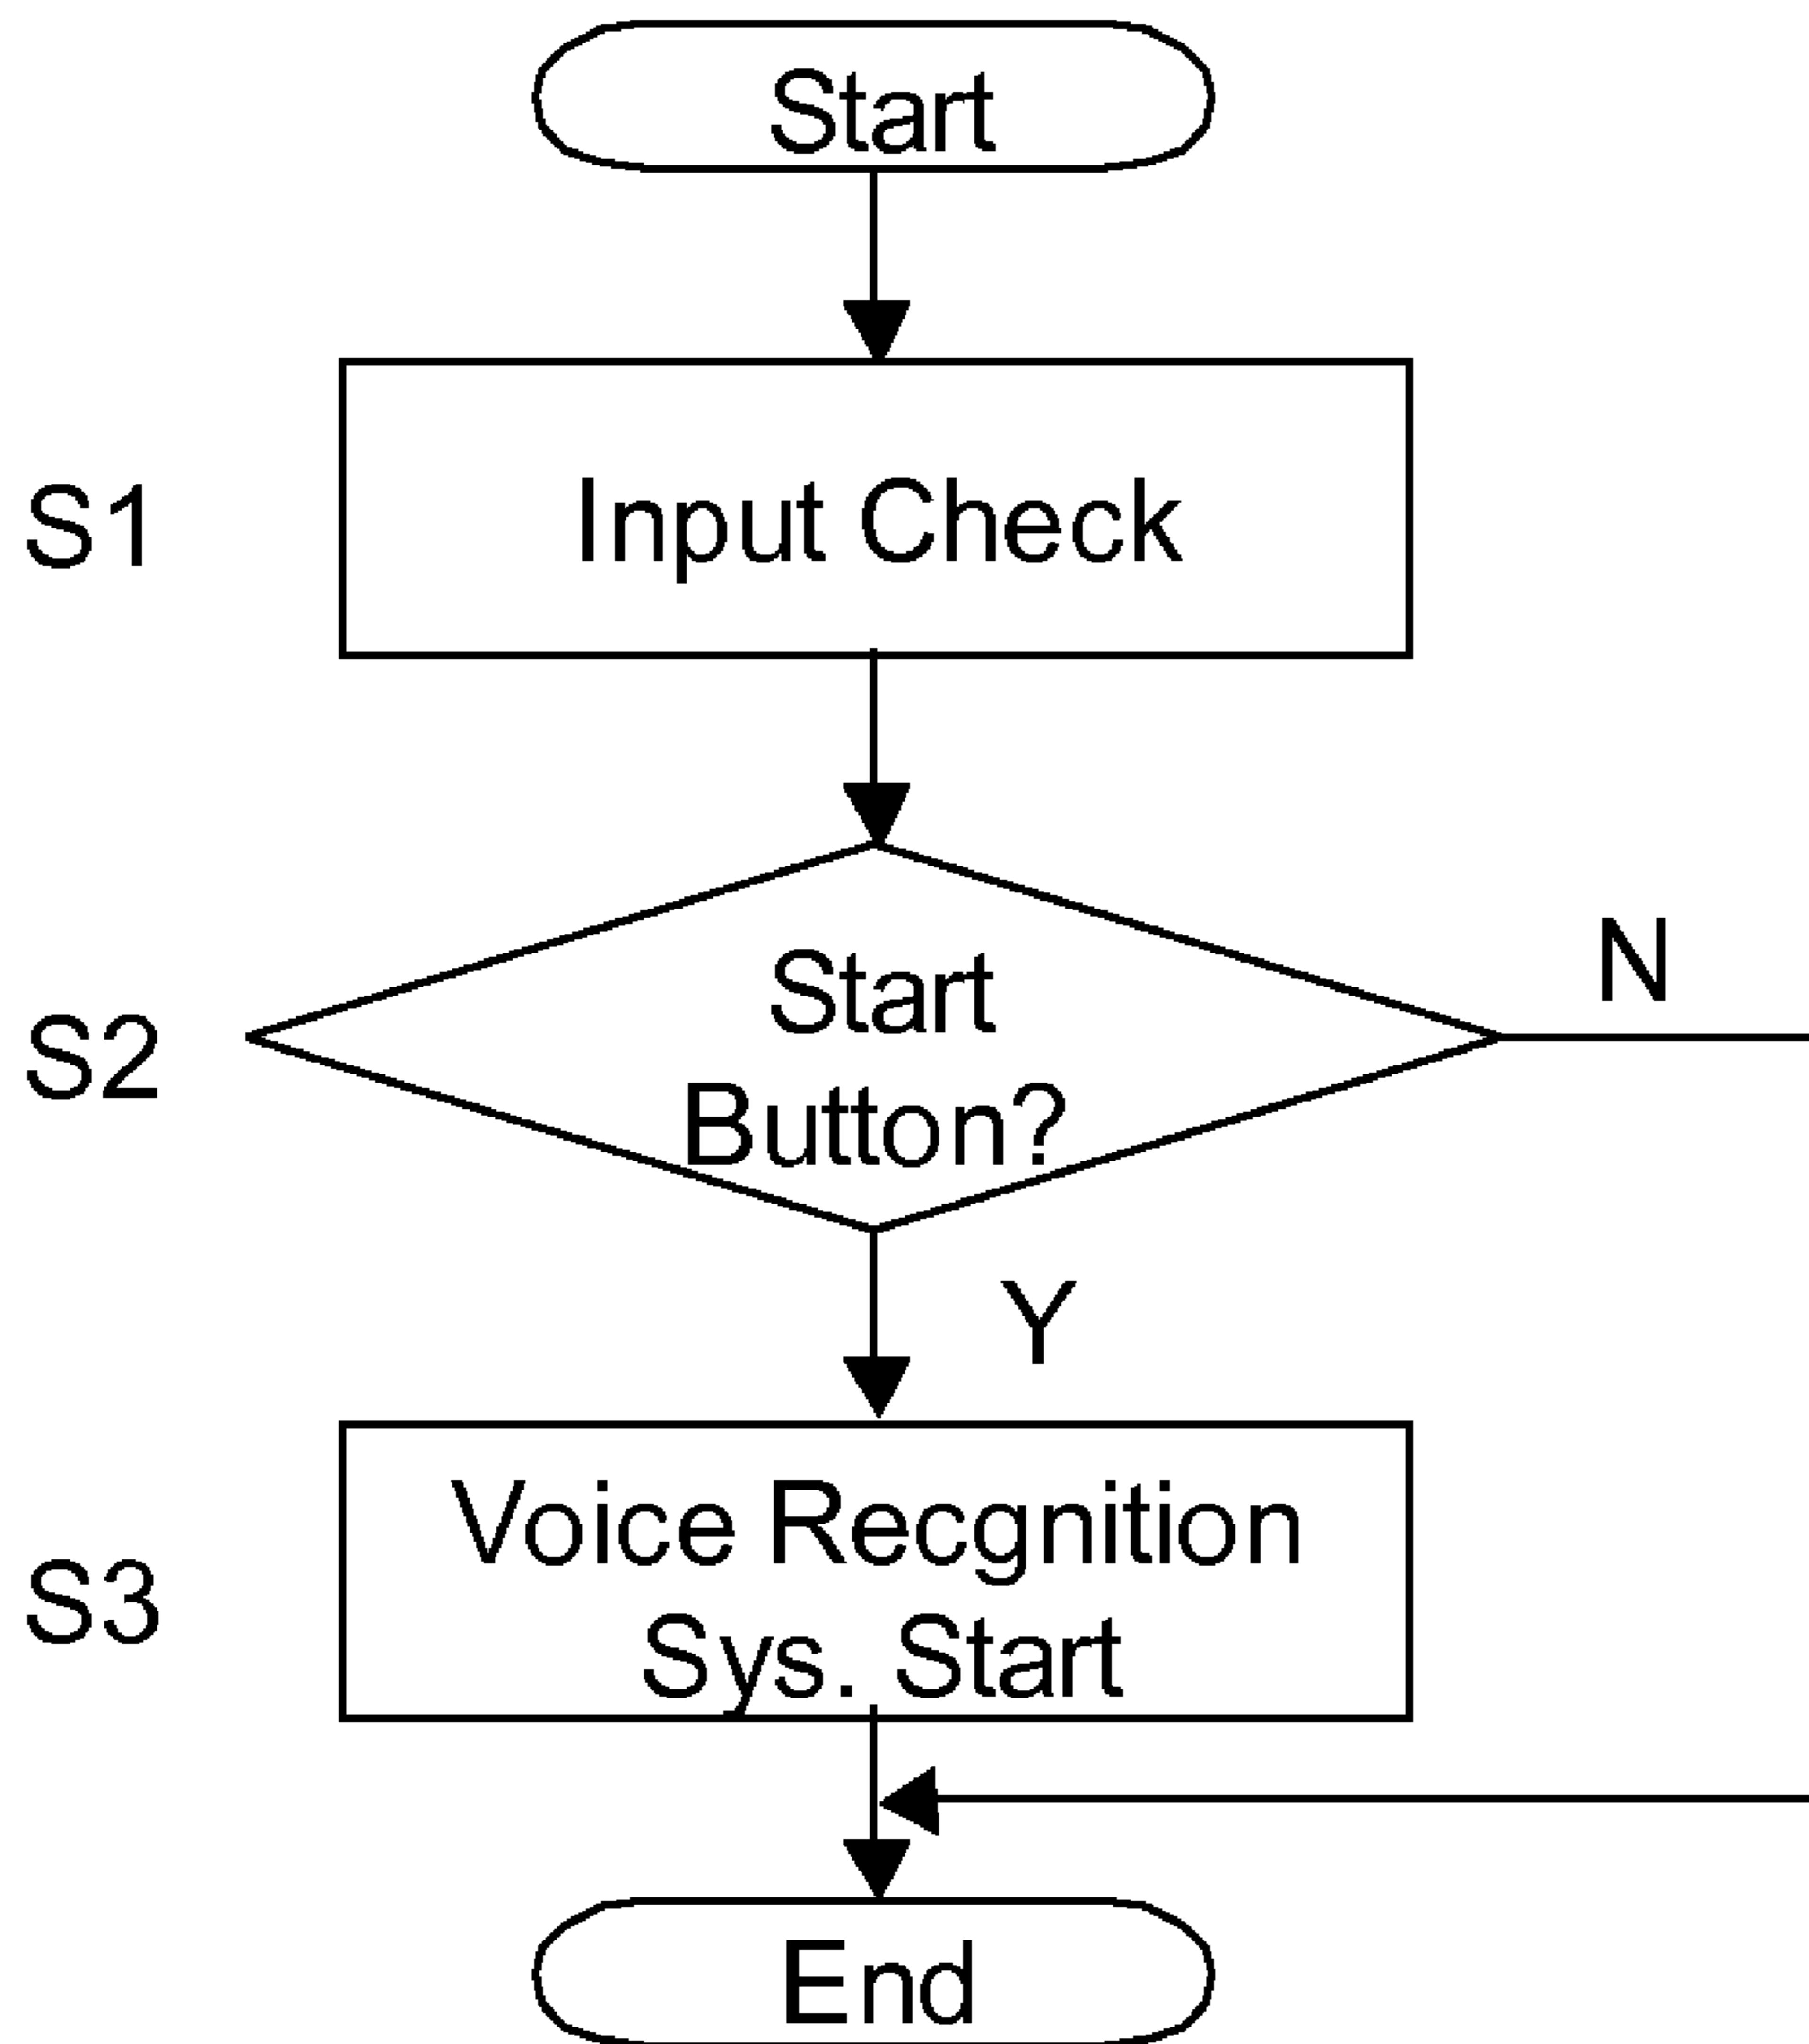 Start
S1
Input Check
Start
Button?
N
S2
Y
Voice Recgnition
Sys. Start
S3
End